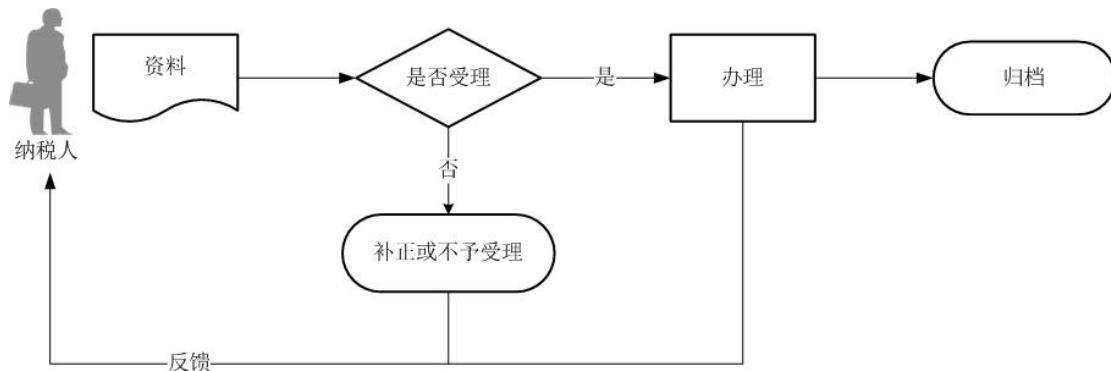 纳税人
资料
是否受理
是
办理
归档
否
补正或不予受理
反馈